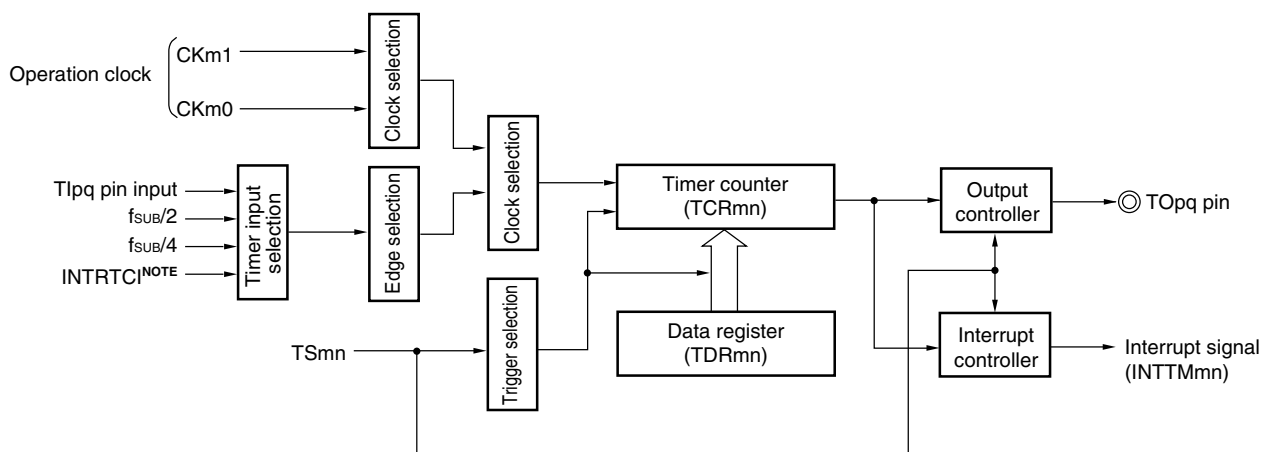 Operation clock
CKm1
CKm0
Clock selection
TIpq pin input
fSUB/2
fSUB/4
INTRTCINOTE
Timer input
selection
Edge selection
Clock selection
TSmn
Trigger selection
Timer counter
(TCRmn)
Data register
(TDRmn)
Output
controller
TOpq pin
Interrupt
controller
Interrupt signal
(INTTMmn)